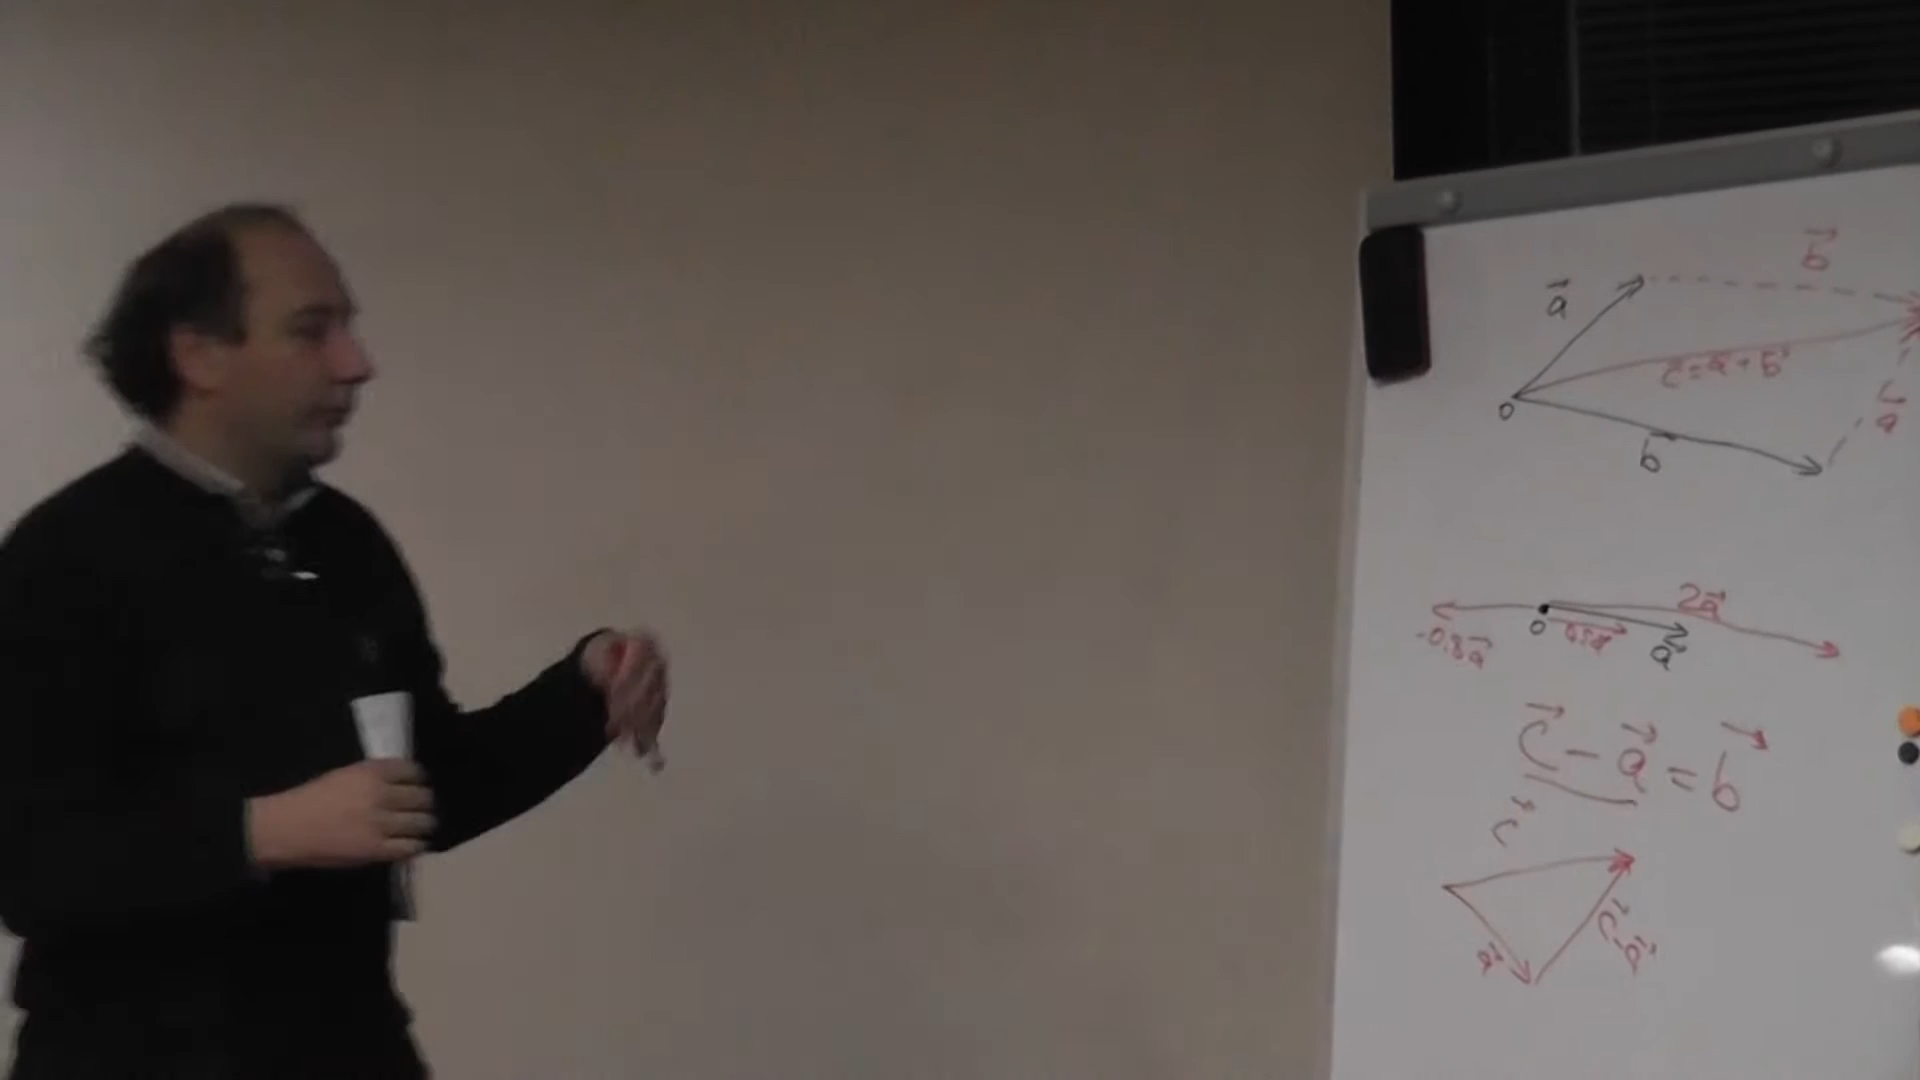 b⃗
a⃗
c⃗ = a⃗ + b⃗
a⃗
0
b⃗
2a⃗
0
-0,8a⃗
a⃗
c⃗ - a⃗ = b⃗
c⃗
c⃗-a⃗
a⃗